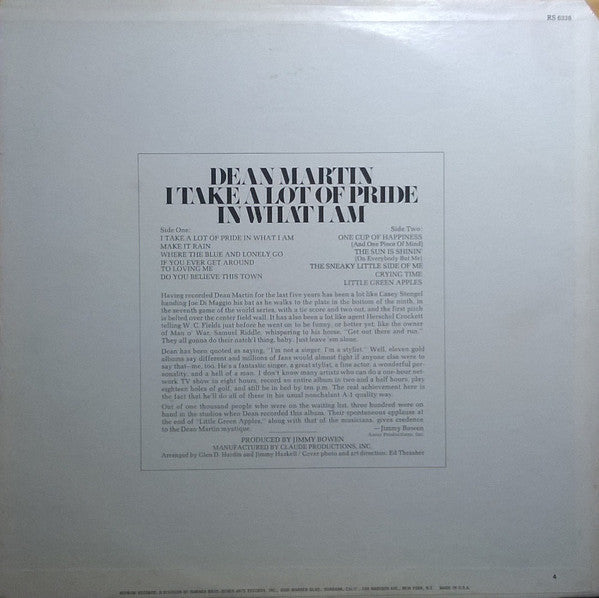 RS 6338
DEAN MARTIN
I TAKE A LOT OF PRIDE
IN WHAT I AM
Side One:
I TAKE A LOT OF PRIDE IN WHAT I AM
MAKE IT RAIN
WHERE THE BLUE AND LONELY GO
IF YOU EVER GET AROUND
TO LOVING ME
DO YOU BELIEVE THIS TOWN
Side Two:
ONE CUP OF HAPPINESS
(And One Piece Of Mind)
THE SUN IS SHININ'
(On Everybody But Me)
THE SNEAKY LITTLE SIDE OF ME
CRYING TIME
LITTLE GREEN APPLES
Having recorded Dean Martin for the last five years has been a lot like Casey Stengel
handing Joe Di Maggio his bat as he walks to the plate in the bottom of the ninth, in
the seventh game of the world series, with a tie score and two out, and the first pitch
is belted over the center field wall. It has also been a lot like agent Herschel Crockett
telling W. C. Fields just before he went on to be funny, or better yet, like the owner
of Man o' War, Samuel Riddle, whispering to his horse, "Get out there and run."
They all gonna do their natch'l thing, baby. Just leave 'em alone.
Dean has been quoted as saying, "I'm not a singer, I'm a stylist." Well, eleven gold
albums say different and millions of fans would almost fight if anyone else were to
say that—me, too. He's a fantastic singer, a great stylist, a fine actor, a wonderful per-
sonality, and a hell of a man. I don't know many artists who can do a one-hour net-
work TV show in eight hours, record an entire album in two and a half hours, play
eighteen holes of golf, and still be in bed by ten p.m. The real achievement here is
in the fact that he'll do all of these in his usual nonchalant A-1 quality way.
Out of one thousand people who were on the waiting list, three hundred were on
hand in the studios when Dean recorded this album. Their spontaneous applause at
the end of "Little Green Apples," along with that of the musicians, gives credence
to the Dean Martin mystique.
—Jimmy Bowen
Amos Productions, Inc.
PRODUCED BY JIMMY BOWEN
MANUFACTURED BY CLAUDE PRODUCTIONS, INC.
Arranged by Glen D. Hardin and Jimmy Haskell / Cover photo and art direction: Ed Thrasher
4
REPRISE RECORDS, A DIVISION OF WARNER BROS.-SEVEN ARTS RECORDS, INC., BURBANK, CALIF. NEW YORK, N.Y. MADE IN U.S.A.